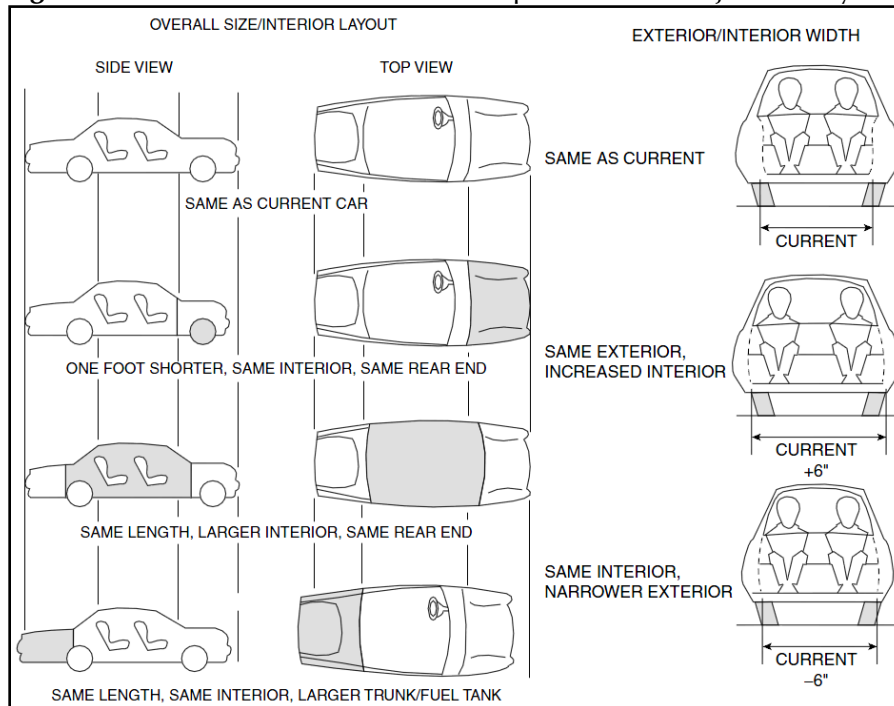 OVERALL SIZE/INTERIOR LAYOUT
SIDE VIEW
TOP VIEW
SAME AS CURRENT CAR
ONE FOOT SHORTER, SAME INTERIOR, SAME REAR END
SAME LENGTH, LARGER INTERIOR, SAME REAR END
SAME LENGTH, SAME INTERIOR, LARGER TRUNK/FUEL TANK
EXTERIOR/INTERIOR WIDTH
SAME AS CURRENT
CURRENT
SAME EXTERIOR,
INCREASED INTERIOR
CURRENT
+6"
SAME INTERIOR,
NARROWER EXTERIOR
CURRENT
–6"